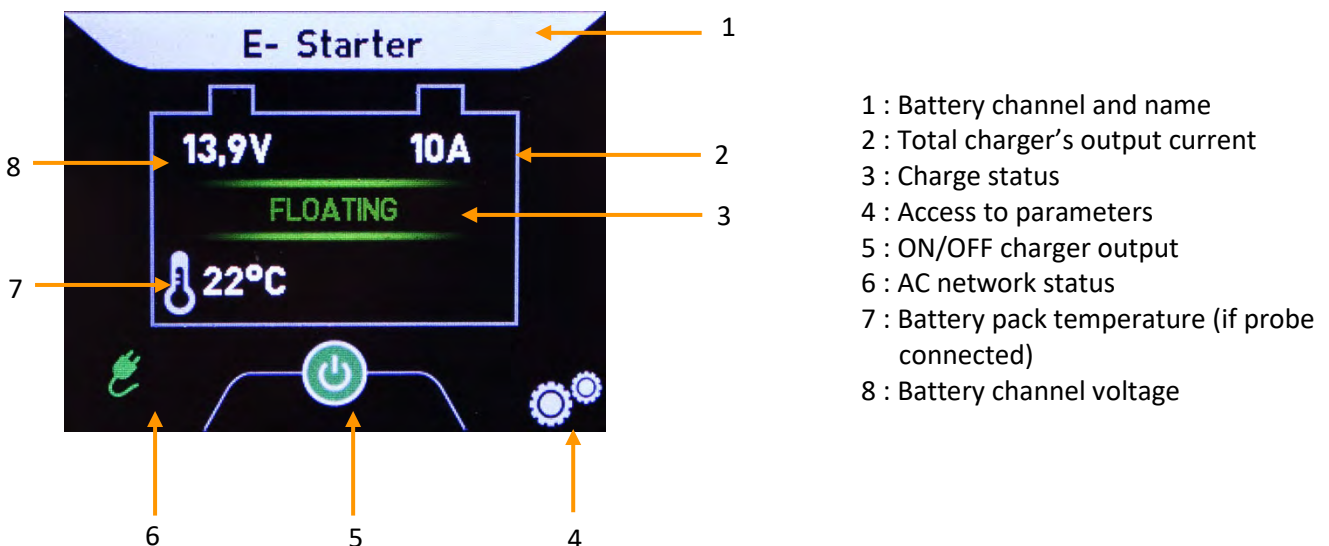 E- Starter
1
13,9V
10A
8
2
FLOATING
3
22°C
7
6
5
4
1 : Battery channel and name
2 : Total charger’s output current
3 : Charge status
4 : Access to parameters
5 : ON/OFF charger output
6 : AC network status
7 : Battery pack temperature (if probe
connected)
8 : Battery channel voltage